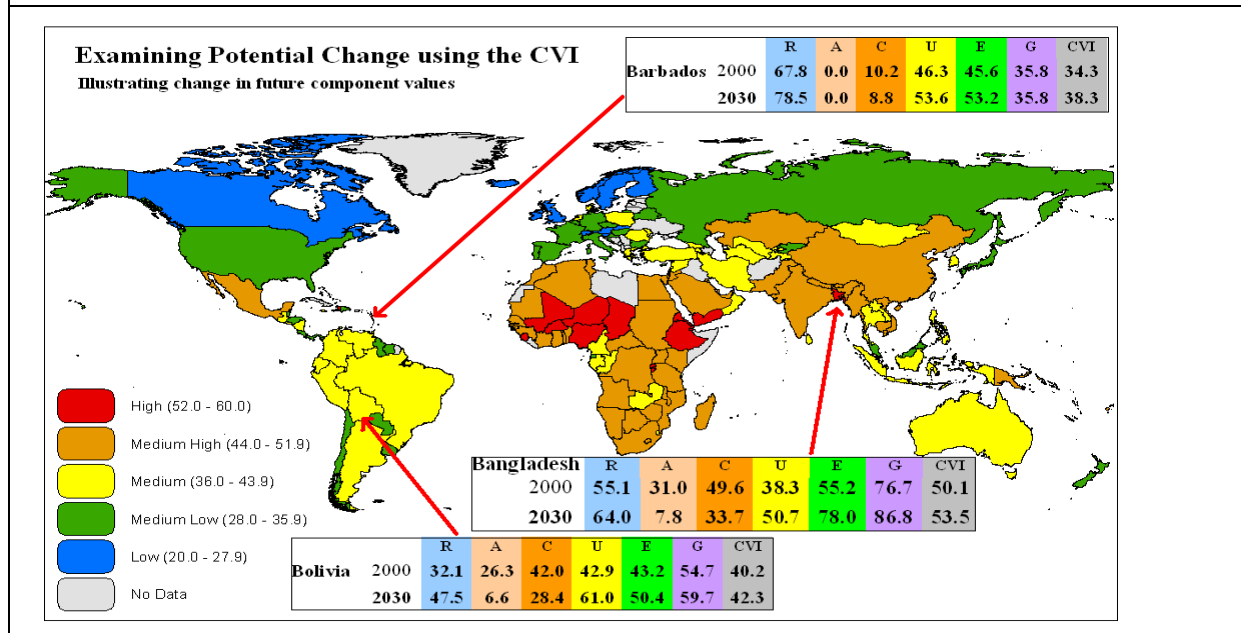 Examining Potential Change using the CVI
Illustrating change in future component values
R A C U E G CVI
Barbados 2000 67.8 0.0 10.2 46.3 45.6 35.8 34.3
2030 78.5 0.0 8.8 53.6 53.2 35.8 38.3
High (52.0 - 60.0)
Medium High (44.0 - 51.9)
Medium (36.0 - 43.9)
Medium Low (28.0 - 35.9)
Low (20.0 - 27.9)
No Data
Bangladesh R A C U E G CVI
2000 55.1 31.0 49.6 38.3 55.2 76.7 50.1
2030 64.0 7.8 33.7 50.7 78.0 86.8 53.5
R A C U E G CVI
Bolivia 2000 32.1 26.3 42.0 42.9 43.2 54.7 40.2
2030 47.5 6.6 28.4 61.0 50.4 59.7 42.3